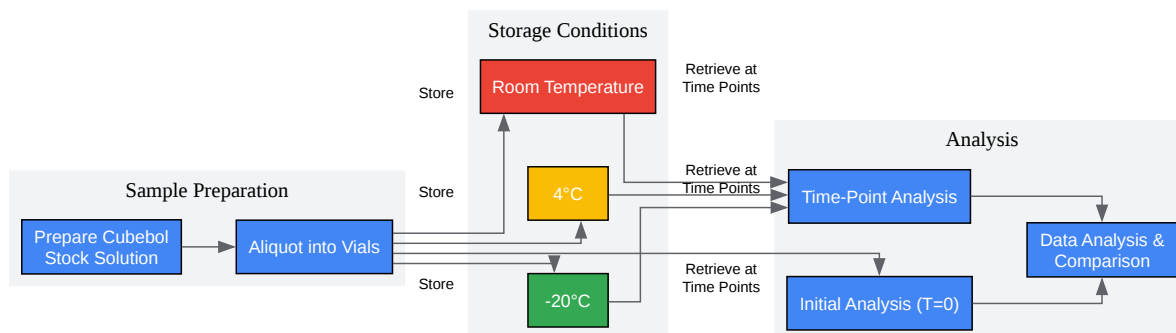 Sample Preparation
Prepare Cubebol
Stock Solution
Aliquot into Vials
Store
Store
Store
Storage Conditions
Room Temperature
4°C
-20°C
Retrieve at
Time Points
Retrieve at
Time Points
Retrieve at
Time Points
Analysis
Time-Point Analysis
Initial Analysis (T=0)
Data Analysis &
Comparison